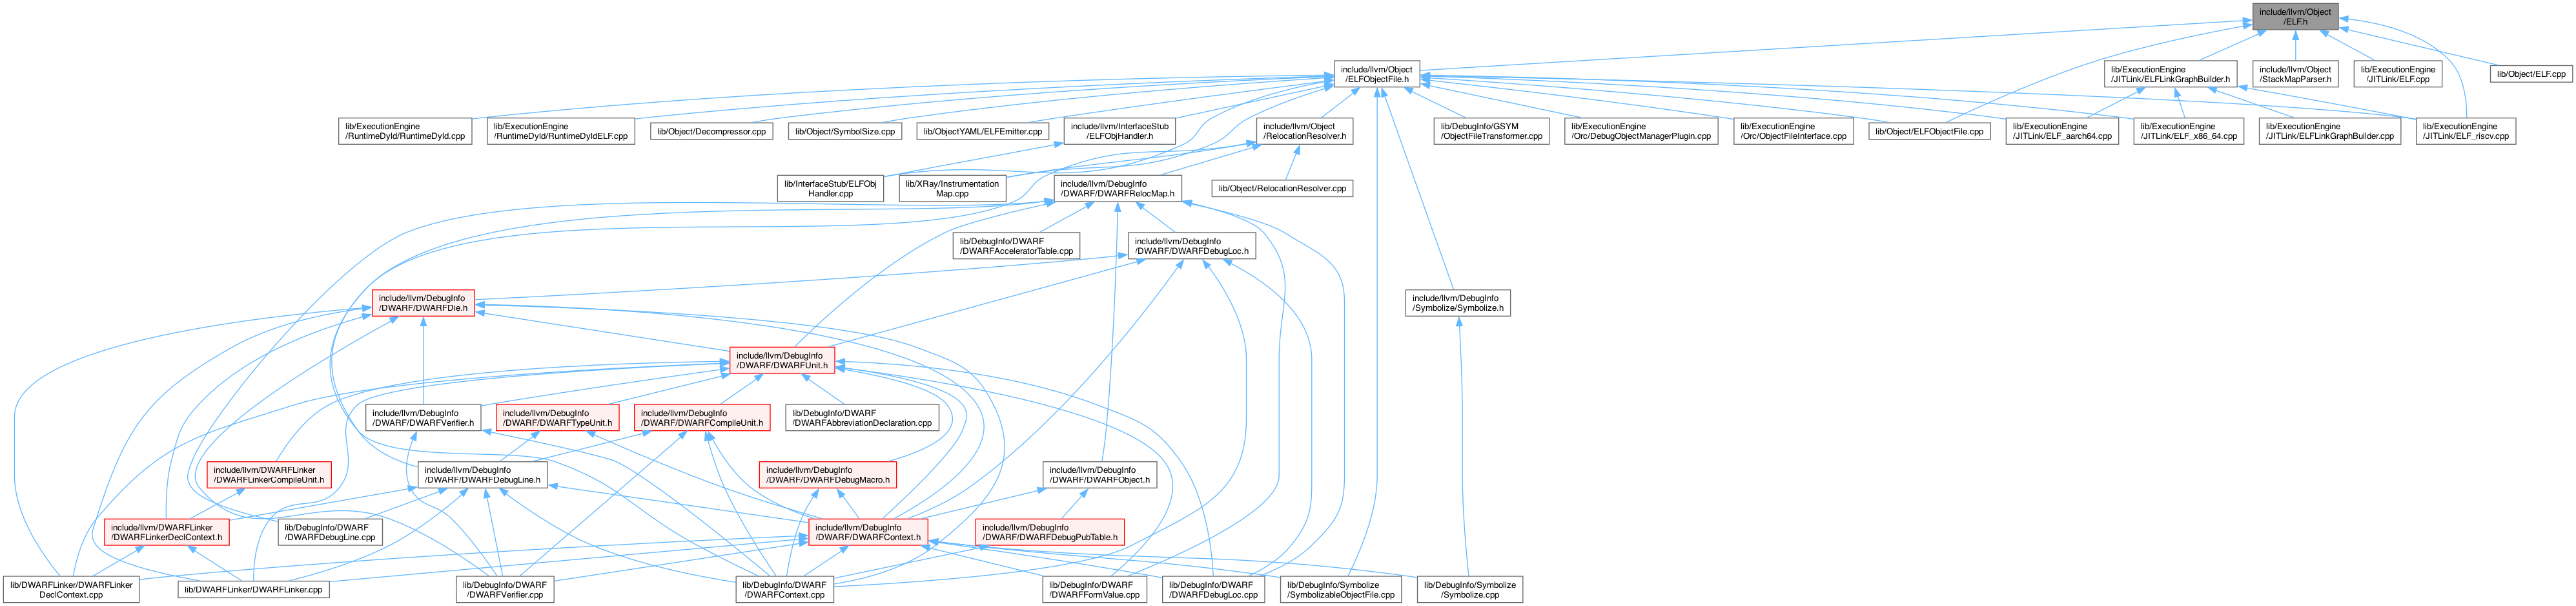 include/llvm/Object
/ELF.h
include/llvm/Object
/ELFObjectFile.h
lib/ExecutionEngine
/JITLink/ELFLinkGraphBuilder.h
include/llvm/Object
/StackMapParser.h
lib/ExecutionEngine
/JITLink/ELF.cpp
lib/Object/ELF.cpp
lib/ExecutionEngine
/RuntimeDyld/RuntimeDyld.cpp
lib/ExecutionEngine
/RuntimeDyld/RuntimeDyldELF.cpp
lib/Object/Decompressor.cpp
lib/Object/SymbolSize.cpp
lib/ObjectYAML/ELFEmitter.cpp
include/llvm/InterfaceStub
/ELFObjHandler.h
include/llvm/Object
/RelocationResolver.h
lib/DebugInfo/GSYM
/ObjectFileTransformer.cpp
lib/ExecutionEngine
/Orc/DebugObjectManagerPlugin.cpp
lib/ExecutionEngine
/Orc/ObjectFileInterface.cpp
lib/Object/ELFObjectFile.cpp
lib/ExecutionEngine
/JITLink/ELF_aarch64.cpp
lib/ExecutionEngine
/JITLink/ELF_x86_64.cpp
lib/ExecutionEngine
/JITLink/ELFLinkGraphBuilder.cpp
lib/ExecutionEngine
/JITLink/ELF_riscv.cpp
lib/InterfaceStub/ELFObj
Handler.cpp
lib/XRay/Instrumentation
Map.cpp
include/llvm/DebugInfo
/DWARF/DWARFRelocMap.h
lib/Object/RelocationResolver.cpp
lib/DebugInfo/DWARF
/DWARFAcceleratorTable.cpp
include/llvm/DebugInfo
/DWARF/DWARFDebugLoc.h
include/llvm/DebugInfo
/DWARF/DWARFDie.h
include/llvm/DebugInfo
/Symbolize/Symbolize.h
include/llvm/DebugInfo
/DWARF/DWARFUnit.h
include/llvm/DebugInfo
/DWARF/DWARFVerifier.h
include/llvm/DebugInfo
/DWARF/DWARFTypeUnit.h
include/llvm/DebugInfo
/DWARF/DWARFCompileUnit.h
lib/DebugInfo/DWARF
/DWARFAbbreviationDeclaration.cpp
include/llvm/DWARFLinker
/DWARFLinkerCompileUnit.h
include/llvm/DebugInfo
/DWARF/DWARFDebugLine.h
include/llvm/DebugInfo
/DWARF/DWARFDebugMacro.h
include/llvm/DebugInfo
/DWARF/DWARFObject.h
include/llvm/DWARFLinker
/DWARFLinkerDeclContext.h
lib/DebugInfo/DWARF
/DWARFDebugLine.cpp
include/llvm/DebugInfo
/DWARF/DWARFContext.h
include/llvm/DebugInfo
/DWARF/DWARFDebugPubTable.h
lib/DWARFLinker/DWARFLinker
DeclContext.cpp
lib/DWARFLinker/DWARFLinker.cpp
lib/DebugInfo/DWARF
/DWARFVerifier.cpp
lib/DebugInfo/DWARF
/DWARFContext.cpp
lib/DebugInfo/DWARF
/DWARFFormValue.cpp
lib/DebugInfo/DWARF
/DWARFDebugLoc.cpp
lib/DebugInfo/Symbolize
/SymbolizableObjectFile.cpp
lib/DebugInfo/Symbolize
/Symbolize.cpp